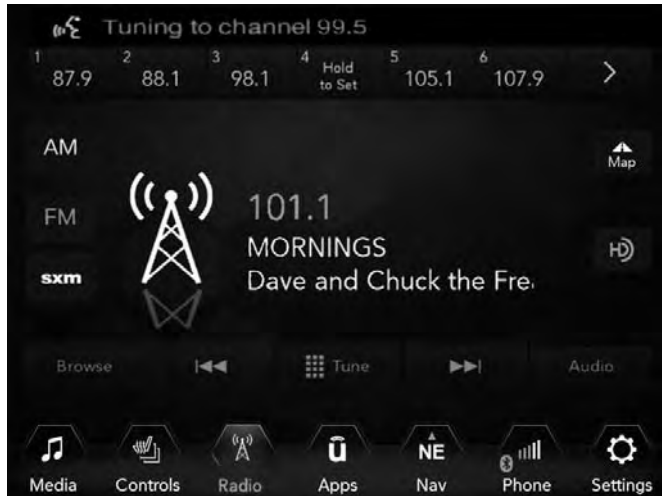 Tuning to channel 99.5
1 87.9 2 88.1 3 98.1 4 Hold to Set 5 105.1 6 107.9
AM
Map
FM
101.1
MORNINGS
HD
sxm
Dave and Chuck the Fre
Browse Tune Audio
ū NE
Media Controls Radio Apps Nav Phone Settings